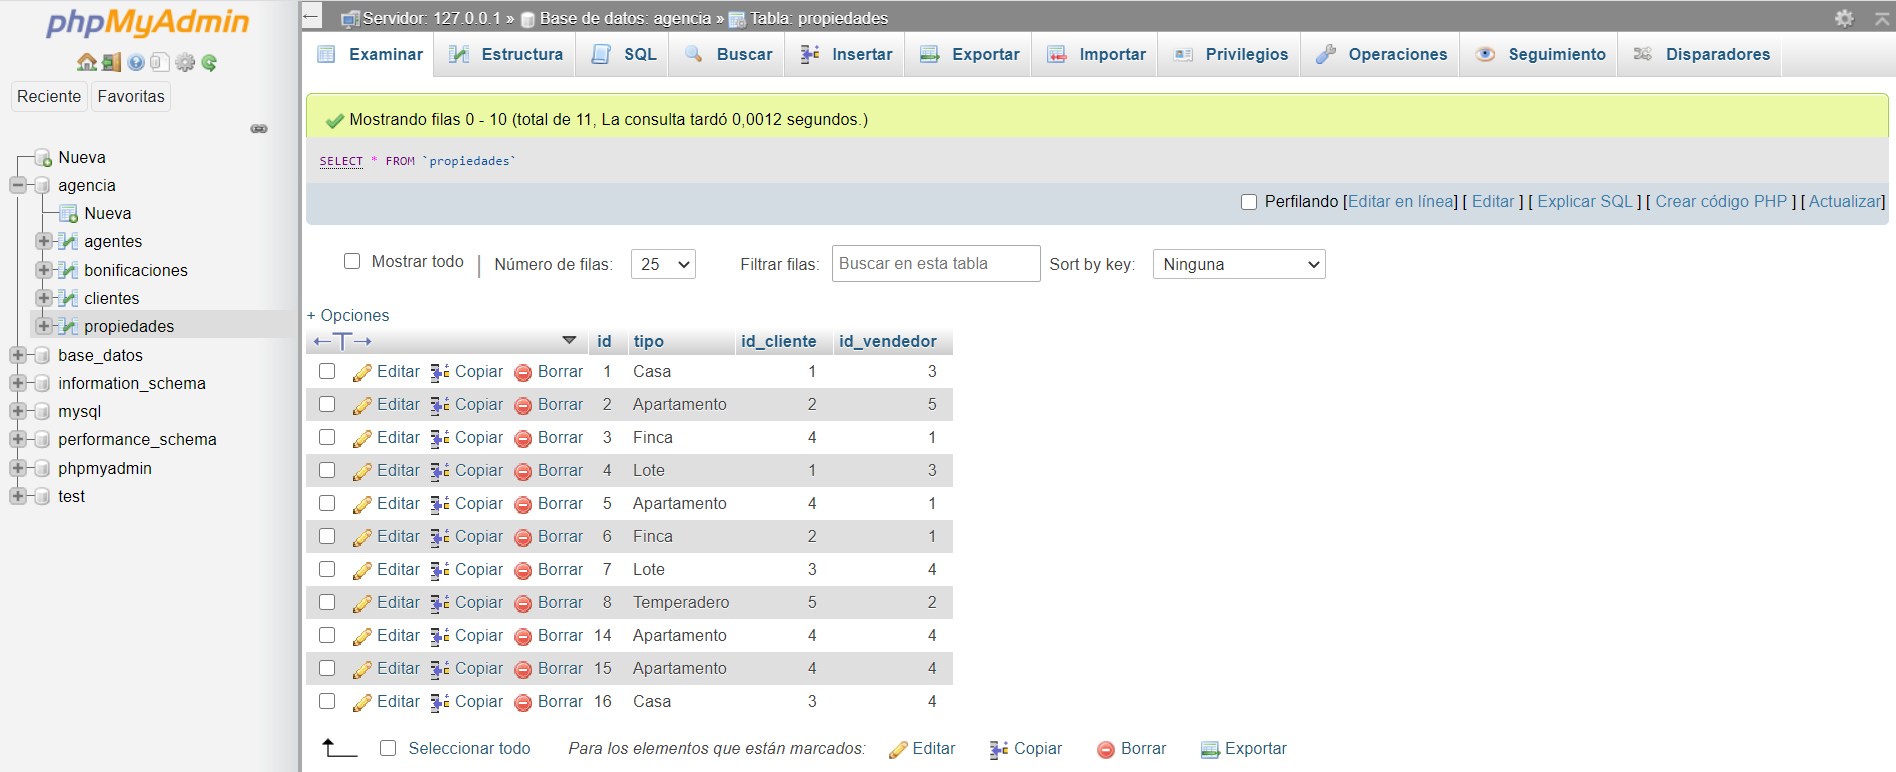 phpMyAdmin
Reciente Favoritas
Nueva
agencia
Nueva
agentes
bonificaciones
clientes
propiedades
base_datos
information_schema
mysql
performance_schema
phpmyadmin
test
Servidor: 127.0.0.1 » Base de datos: agencia » Tabla: propiedades
Examinar Estructura SQL Buscar Insertar Exportar Importar Privilegios Operaciones Seguimiento Disparadores
Mostrando filas 0 - 10 (total de 11, La consulta tardó 0,0012 segundos.)
SELECT * FROM `propiedades`
Perfilando [Editar en línea] [ Editar ] [ Explicar SQL ] [ Crear código PHP ] [ Actualizar]
Mostrar todo | Número de filas: 25 Filtrar filas: Buscar en esta tabla Sort by key: Ninguna
+ Opciones
←T→ id tipo id_cliente id_vendedor
Editar Copiar Borrar 1 Casa 1 3
Editar Copiar Borrar 2 Apartamento 2 5
Editar Copiar Borrar 3 Finca 4 1
Editar Copiar Borrar 4 Lote 1 3
Editar Copiar Borrar 5 Apartamento 4 1
Editar Copiar Borrar 6 Finca 2 1
Editar Copiar Borrar 7 Lote 3 4
Editar Copiar Borrar 8 Temperadero 5 2
Editar Copiar Borrar 14 Apartamento 4 4
Editar Copiar Borrar 15 Apartamento 4 4
Editar Copiar Borrar 16 Casa 3 4
Seleccionar todo Para los elementos que están marcados: Editar Copiar Borrar Exportar